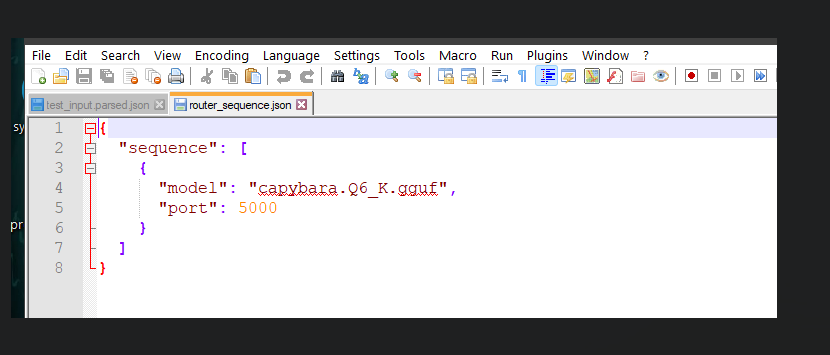 File Edit Search View Encoding Language Settings Tools Macro Run Plugins Window ?
test_input.parsed.json router_sequence.json
1 {
2 "sequence": [
3 {
4 "model": "capybara.Q6_K.gguf",
5 "port": 5000
6 }
7 ]
8 }
sy
pr